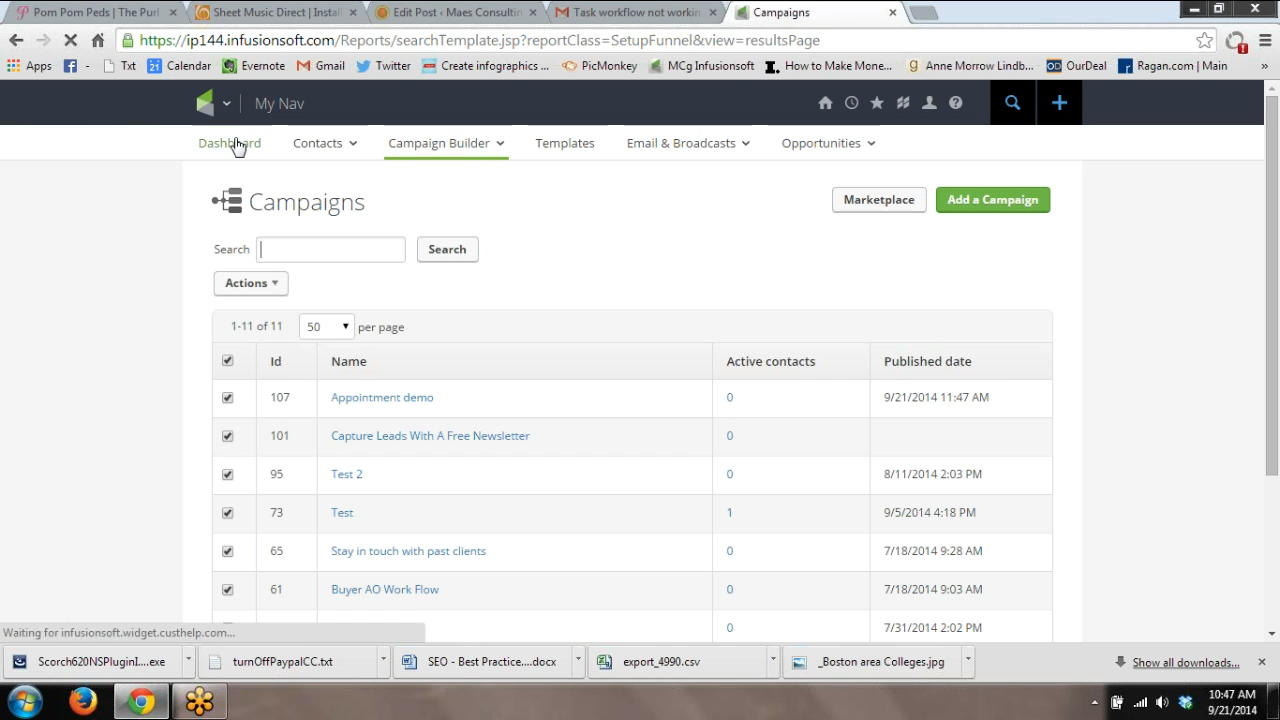 Pom Pom Peds | The Purl
Sheet Music Direct | Install
Edit Post ‹ Maes Consultin
Task workflow not workin
Campaigns
https://ip144.infusionsoft.com/Reports/searchTemplate.jsp?reportClass=SetupFunnel&view=resultsPage
Apps - Txt Calendar Evernote Gmail Twitter Create infographics... PicMonkey MCg Infusionsoft How to Make Mone... Anne Morrow Lindb... OurDeal Ragan.com | Main »
My Nav
Dashboard Contacts Campaign Builder Templates Email & Broadcasts Opportunities
Campaigns
Marketplace Add a Campaign
Search Search
Actions
1-11 of 11 50 per page
Id Name Active contacts Published date
107 Appointment demo 0 9/21/2014 11:47 AM
101 Capture Leads With A Free Newsletter 0
95 Test 2 0 8/11/2014 2:03 PM
73 Test 1 9/5/2014 4:18 PM
65 Stay in touch with past clients 0 7/18/2014 9:28 AM
61 Buyer AO Work Flow 0 7/18/2014 9:03 AM
0 7/31/2014 2:02 PM
Waiting for infusionsoft.widget.custhelp.com...
Scorch620NSPluginI....exe turnOffPaypalCC.txt SEO - Best Practice....docx export_4990.csv _Boston area Colleges.jpg Show all downloads...
10:47 AM
9/21/2014